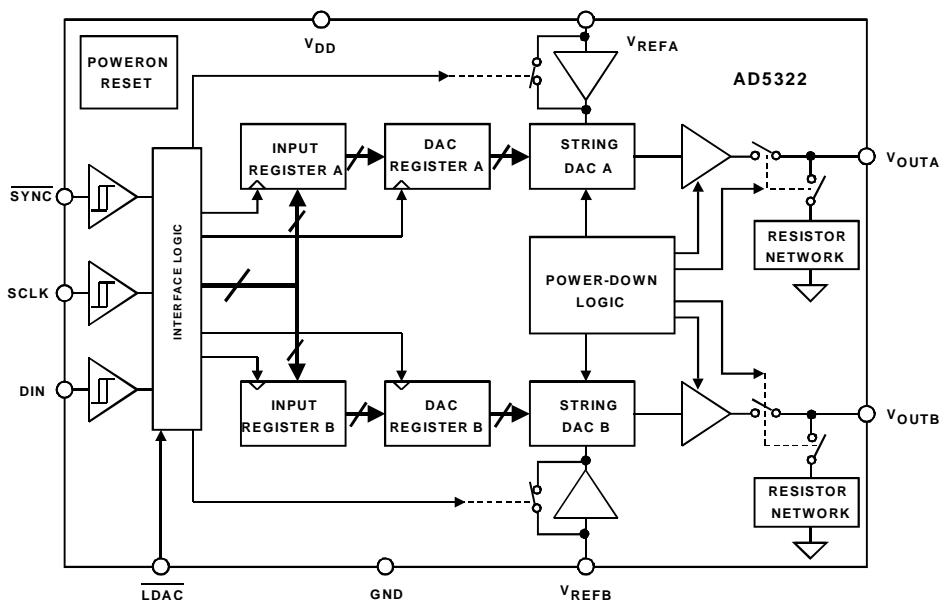 VDD
VREFA
POWERON
RESET
AD5322
INPUT
REGISTER A
DAC
REGISTER A
STRING
DAC A
VOUTA
SYNC
INTERFACE LOGIC
RESISTOR
NETWORK
SCLK
POWER-DOWN
LOGIC
DIN
INPUT
REGISTER B
DAC
REGISTER B
STRING
DAC B
VOUTB
RESISTOR
NETWORK
LDAC
GND
VREFB